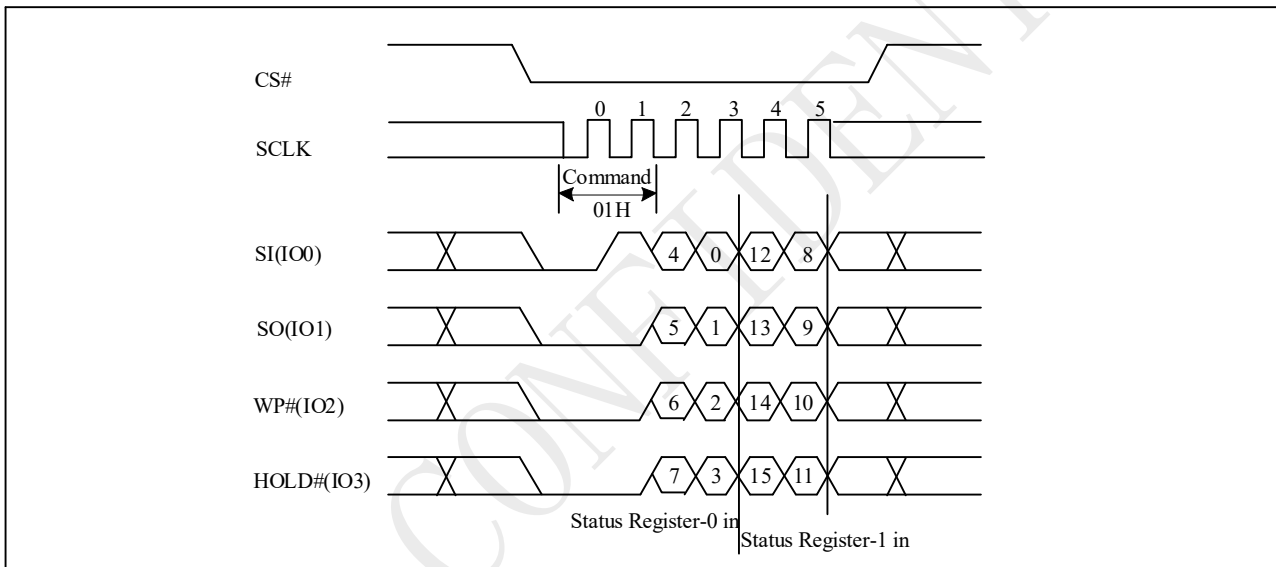 CS#
0 1 2 3 4 5
SCLK
Command
01H
SI(IO0) 4 0 12 8
SO(IO1) 5 1 13 9
WP#(IO2) 6 2 14 10
HOLD#(IO3) 7 3 15 11
Status Register-0 in
Status Register-1 in
CONFIDENT